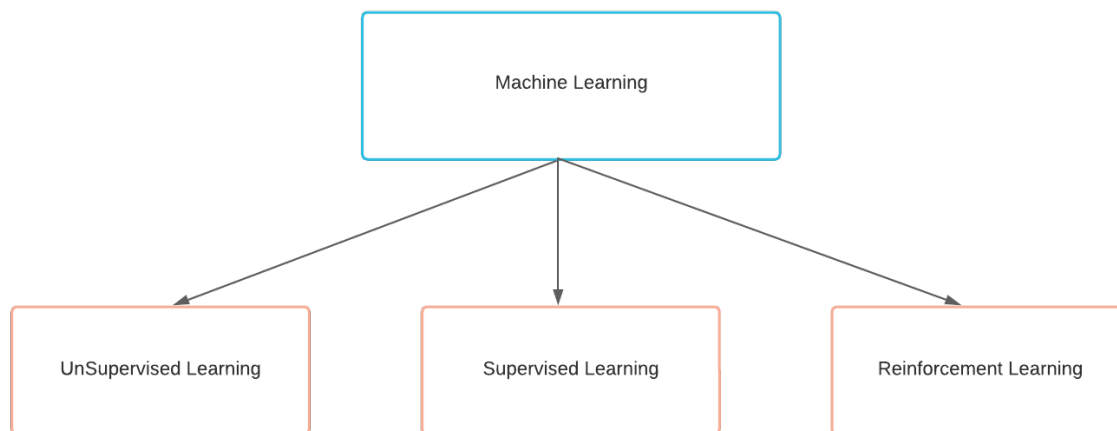 Machine Learning
UnSupervised Learning
Supervised Learning
Reinforcement Learning